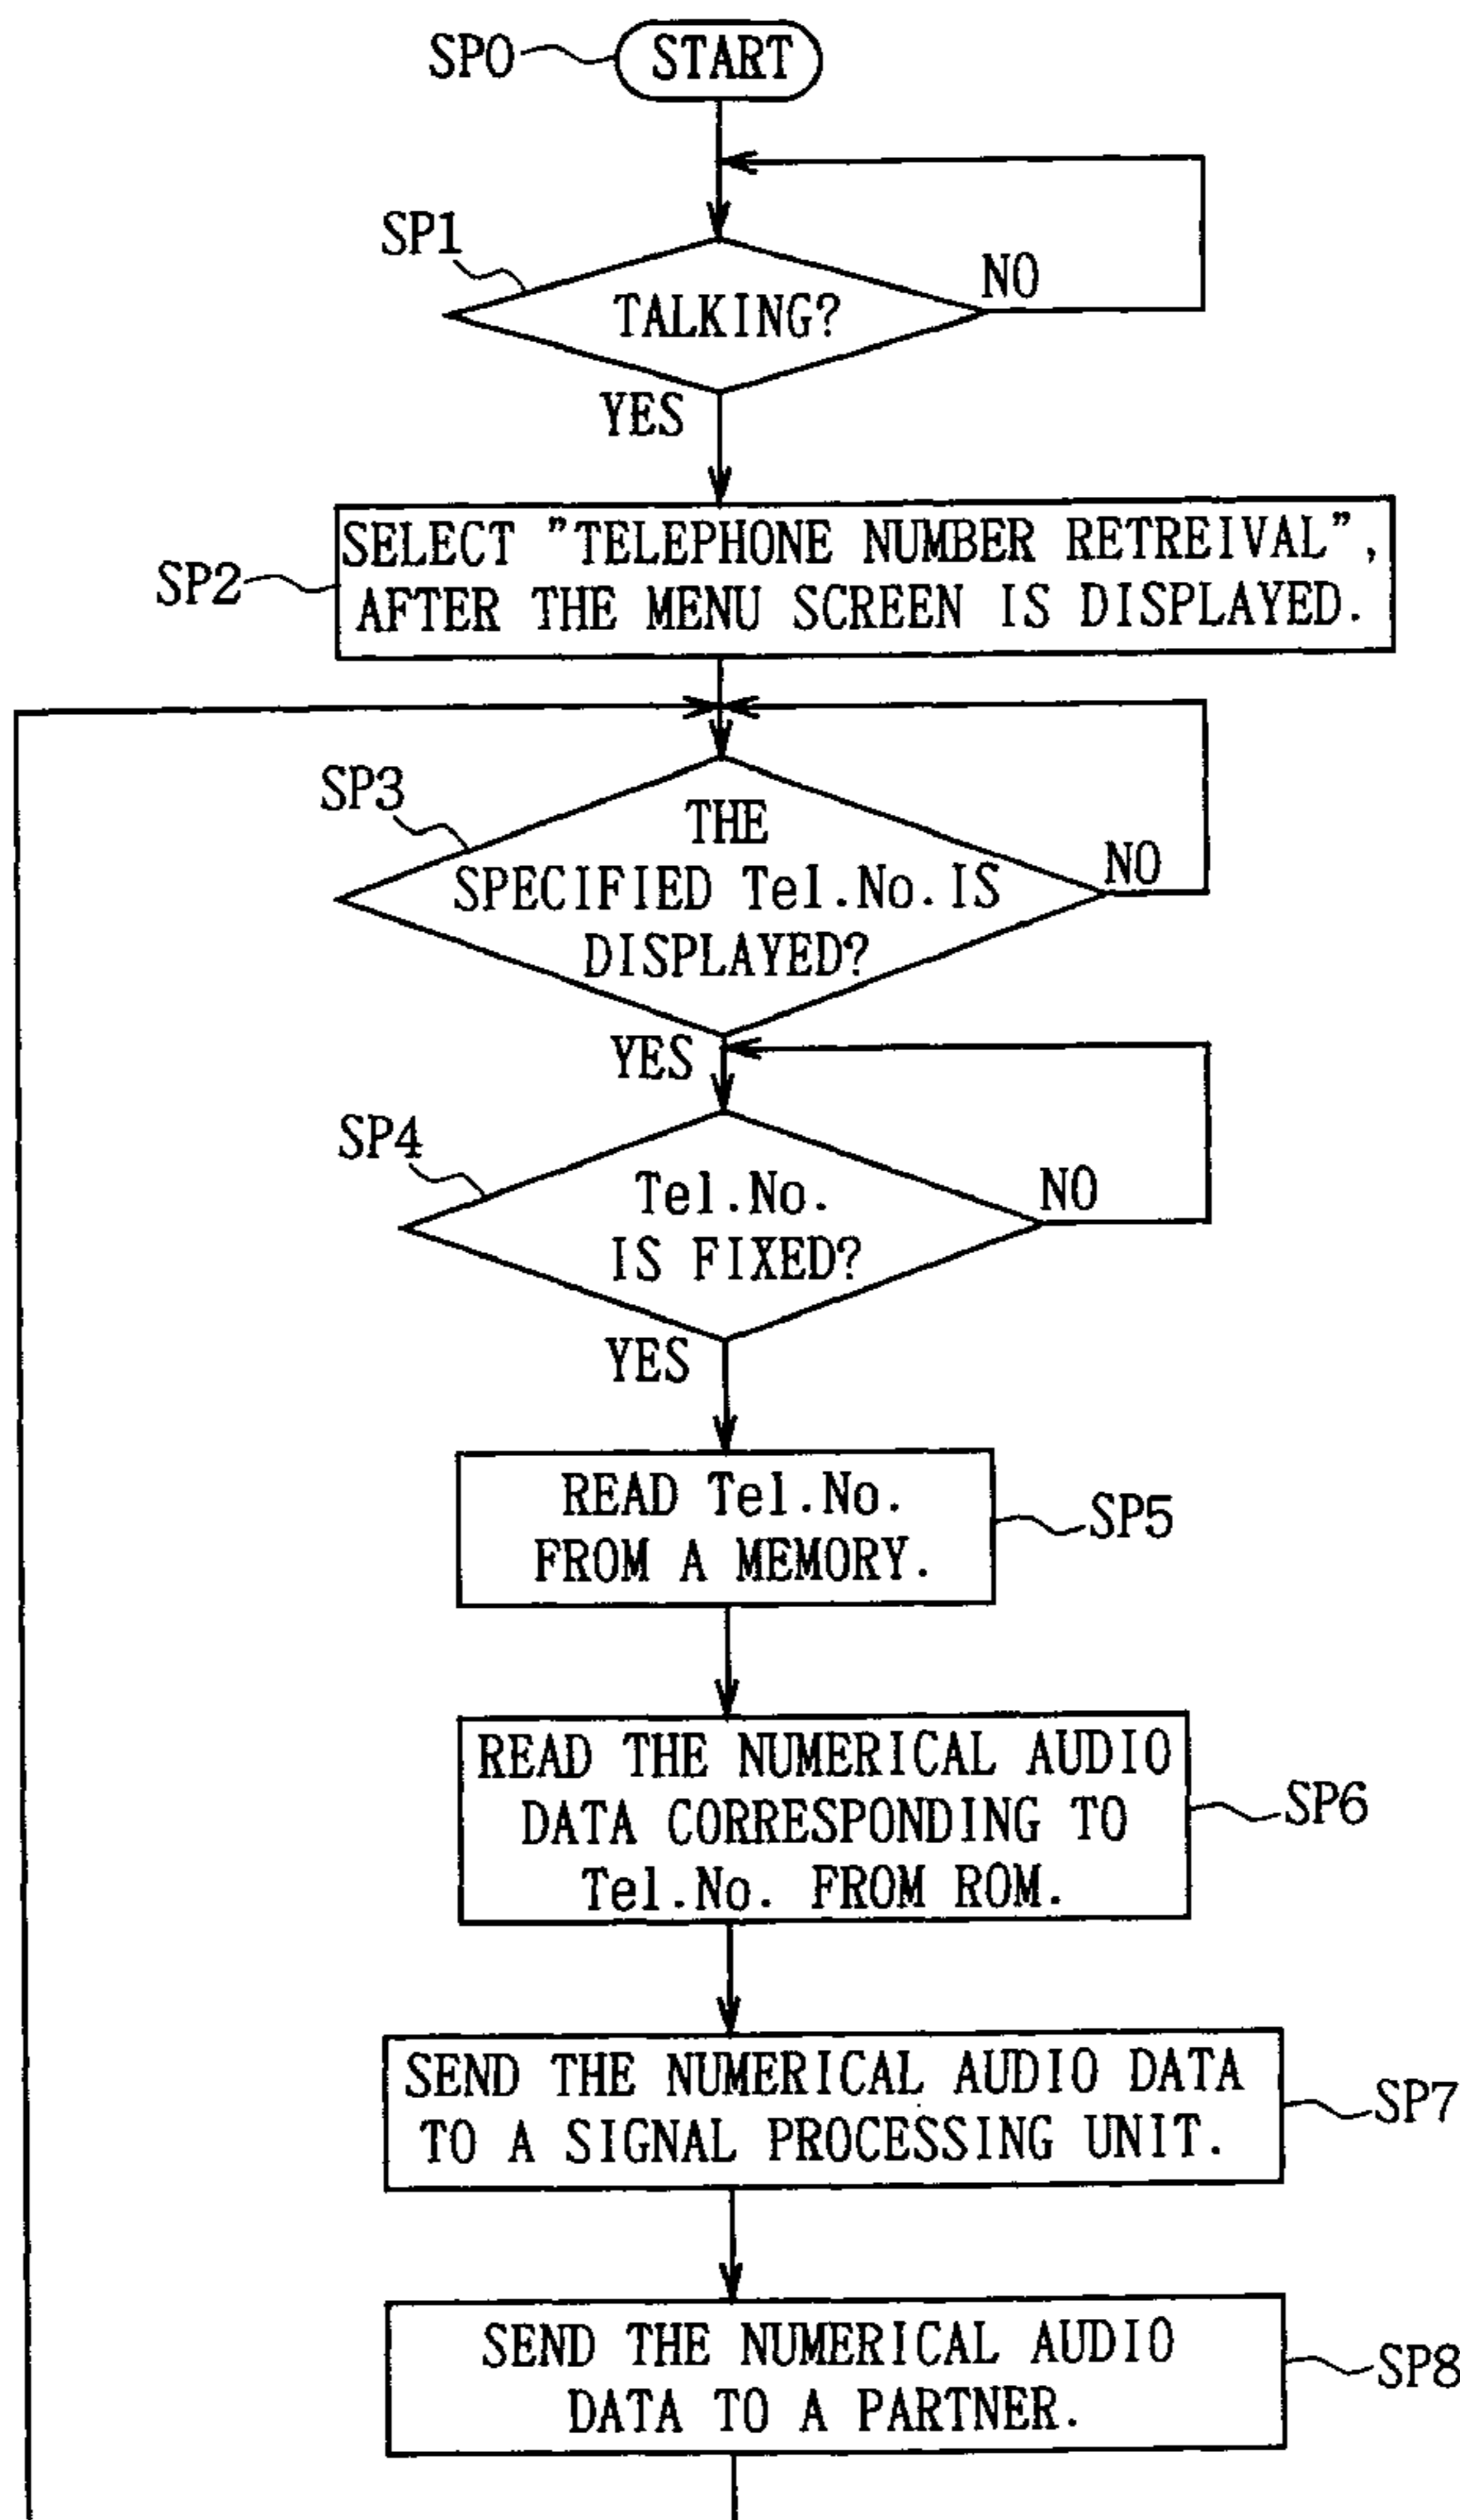 SP0
START
SP1
TALKING?
NO
YES
SP2
SELECT "TELEPHONE NUMBER RETREIVAL",
AFTER THE MENU SCREEN IS DISPLAYED.
SP3
THE
SPECIFIED Tel.No.IS
DISPLAYED?
NO
YES
SP4
Tel.No.
IS FIXED?
NO
YES
READ Tel.No.
FROM A MEMORY.
SP5
READ THE NUMERICAL AUDIO
DATA CORRESPONDING TO
Tel.No. FROM ROM.
SP6
SEND THE NUMERICAL AUDIO DATA
TO A SIGNAL PROCESSING UNIT.
SP7
SEND THE NUMERICAL AUDIO
DATA TO A PARTNER.
SP8